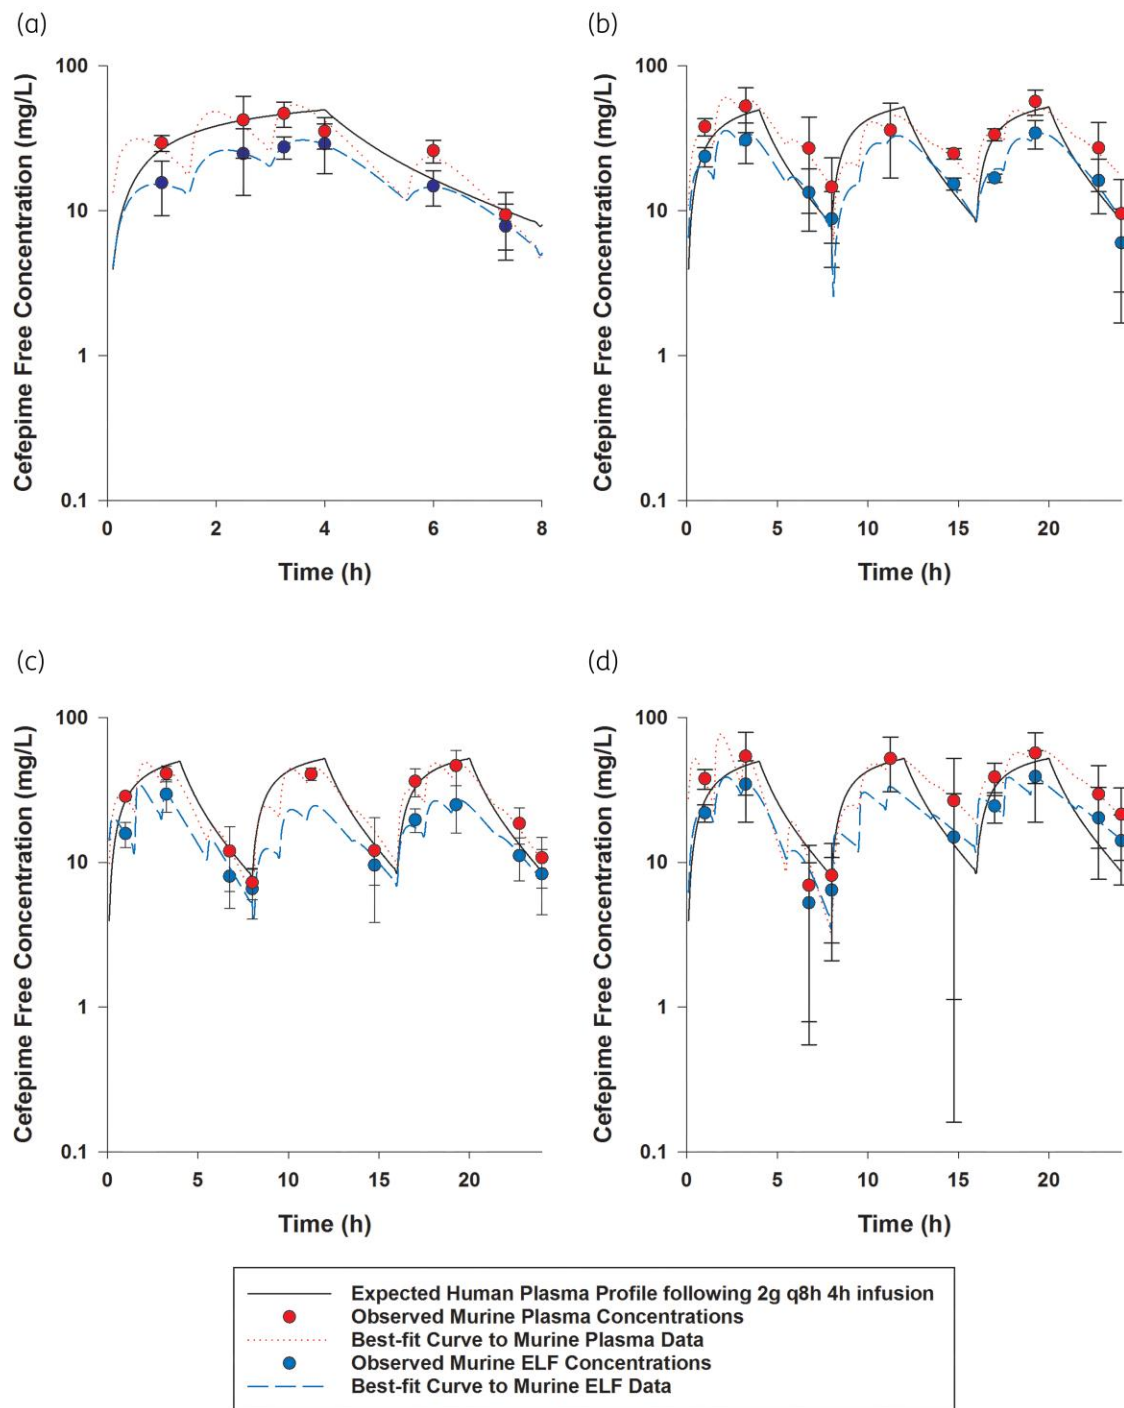 (a)
(b)
Cefepime Free Concentration (mg/L)
100
10
1
0.1
0 2 4 6 8
Time (h)
Cefepime Free Concentration (mg/L)
100
10
1
0.1
0 5 10 15 20
Time (h)
(c)
(d)
Cefepime Free Concentration (mg/L)
100
10
1
0.1
0 5 10 15 20
Time (h)
Cefepime Free Concentration (mg/L)
100
10
1
0.1
0 5 10 15 20
Time (h)
Expected Human Plasma Profile following 2g q8h 4h infusion
Observed Murine Plasma Concentrations
Best-fit Curve to Murine Plasma Data
Observed Murine ELF Concentrations
Best-fit Curve to Murine ELF Data